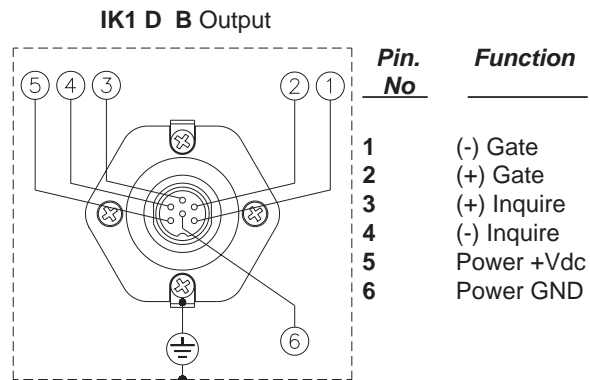 IK1 D B Output
5 4 3 2 1
6
Pin. Function
No
1 (-) Gate
2 (+) Gate
3 (+) Inquire
4 (-) Inquire
5 Power +Vdc
6 Power GND